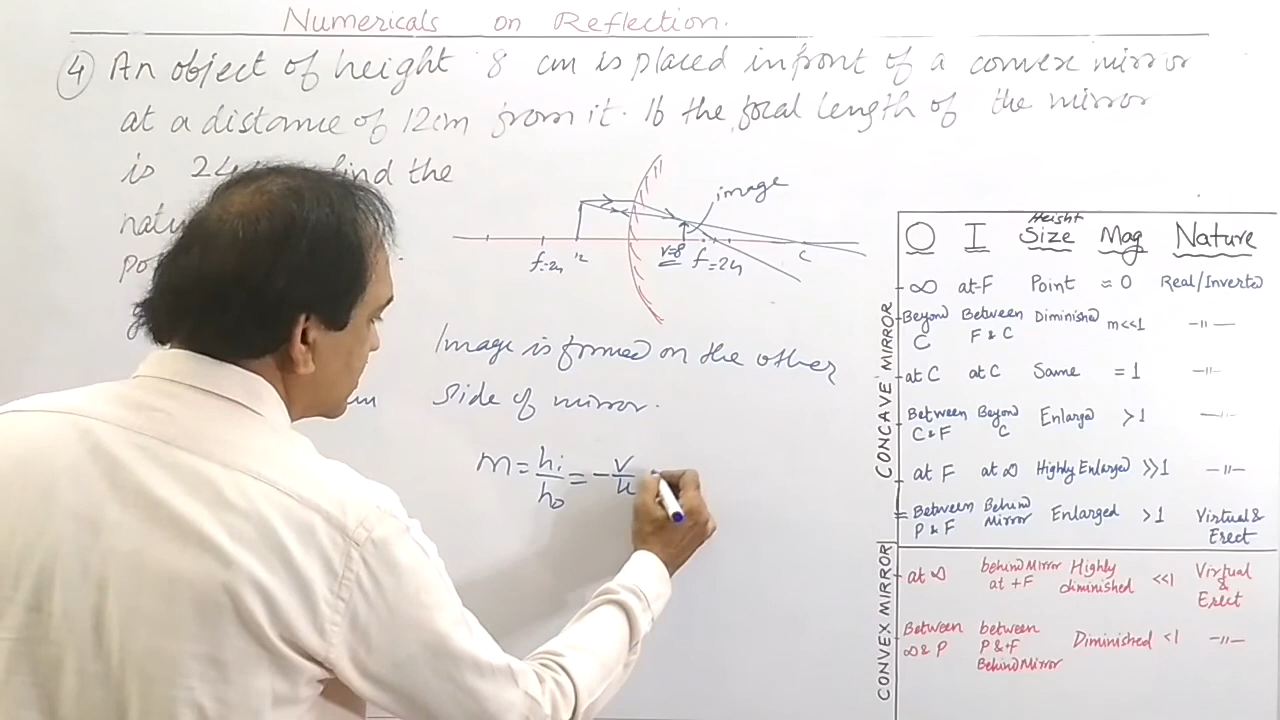 Numericals on Reflection.
④ An object of height 8 cm is placed infront of a convex mirror
at a distance of 12cm from it. If the focal length of the mirror
is 24 find the
image
f=24 12 v=8 f=24 C
Image is formed on the other
side of mirror.
m = hi/ho = -v/u
O I Height Size Mag Nature
CONCAVE MIRROR
∞ at-F Point ≈ 0 Real/Inverted
Beyond C Between F & C Diminished m<<1 -〃-
at C at C Same = 1 -〃-
Between C & F Beyond C Enlarged >1 -〃-
at F at ∞ Highly Enlarged >>1 -〃-
Between P & F Behind Mirror Enlarged >1 Virtual & Erect
CONVEX MIRROR
at ∞ behind Mirror at +F Highly diminished <<1 Virtual & Erect
Between ∞ & P between P & +F Behind Mirror Diminished <1 -〃-